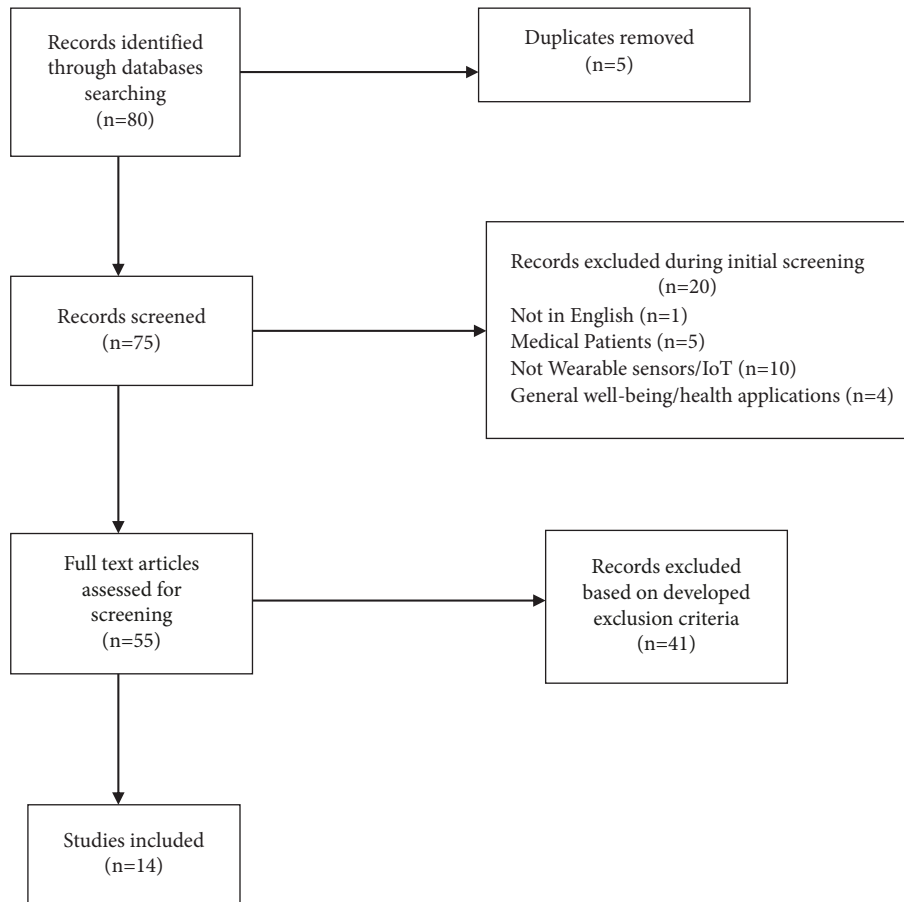 Records identified
through databases
searching
(n=80)
Duplicates removed
(n=5)
Records screened
(n=75)
Records excluded during initial screening
(n=20)
Not in English (n=1)
Medical Patients (n=5)
Not Wearable sensors/IoT (n=10)
General well-being/health applications (n=4)
Full text articles
assessed for
screening
(n=55)
Records excluded
based on developed
exclusion criteria
(n=41)
Studies included
(n=14)